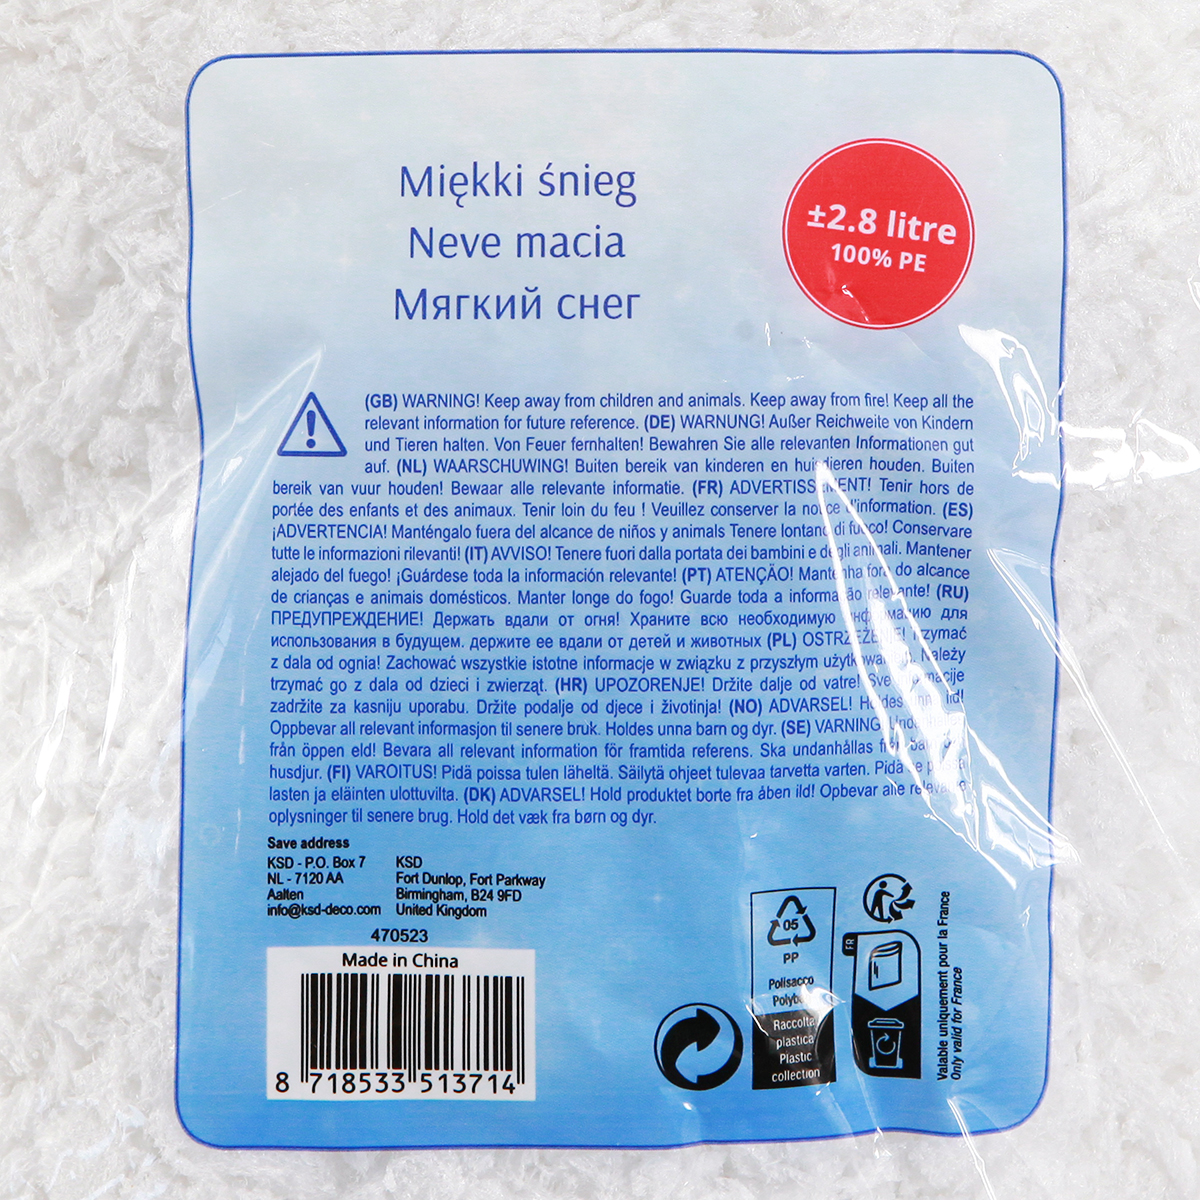 Miękki śnieg
Neve macia
Мягкий снег
±2.8 litre
100% PE
(GB) WARNING! Keep away from children and animals. Keep away from fire! Keep all the
relevant information for future reference. (DE) WARNUNG! Außer Reichweite von Kindern
und Tieren halten. Von Feuer fernhalten! Bewahren Sie alle relevanten Informationen gut
auf. (NL) WAARSCHUWING! Buiten bereik van kinderen en huisdieren houden. Buiten
bereik van vuur houden! Bewaar alle relevante informatie. (FR) ADVERTISSEMENT! Tenir hors de
portée des enfants et des animaux. Tenir loin du feu ! Veuillez conserver la notice d'information. (ES)
¡ADVERTENCIA! Manténgalo fuera del alcance de niños y animals Tenere lontano di fuoco! Conservare
tutte le informazioni rilevanti! (IT) AVVISO! Tenere fuori dalla portata dei bambini e degli animali. Mantener
alejado del fuego! ¡Guárdese toda la información relevante! (PT) ATENÇÃO! Mantenha fora do alcance
de crianças e animais domésticos. Manter longe do fogo! Guarde toda a informação relevante! (RU)
ПРЕДУПРЕЖДЕНИЕ! Держать вдали от огня! Храните всю необходимую информацию для
использования в будущем. держите ее вдали от детей и животных (PL) OSTRZEŻENIE! Trzymać
z dala od ognia! Zachować wszystkie istotne informacje w związku z przyszłym użytkowaniem. Należy
trzymać go z dala od dzieci i zwierząt. (HR) UPOZORENJE! Držite dalje od vatre! Sve informacije
zadržite za kasniju uporabu. Držite podalje od djece i životinja! (NO) ADVARSEL! Holdes unna ild!
Oppbevar all relevant informasjon til senere bruk. Holdes unna barn og dyr. (SE) VARNING!
från öppen eld! Bevara all relevant information för framtida referens. Ska undanhållas från barn
husdjur. (FI) VAROITUS! Pidä poissa tulen läheltä. Säilytä ohjeet tulevaa tarvetta varten. Pidä se poissa
lasten ja eläinten ulottuvilta. (DK) ADVARSEL! Hold produktet borte fra åben ild! Opbevar alle relevante
oplysninger til senere brug. Hold det væk fra børn og dyr.
Save address
KSD - P.O. Box 7
NL - 7120 AA
Aalten
info@ksd-deco.com
KSD
Fort Dunlop, Fort Parkway
Birmingham, B24 9FD
United Kingdom
470523
Made in China
8 718533 513714
05
PP
Polisacco
Polybag
Raccolta
plastica
Plastic
collection
FR
Valable uniquement pour la France
Only valid for France